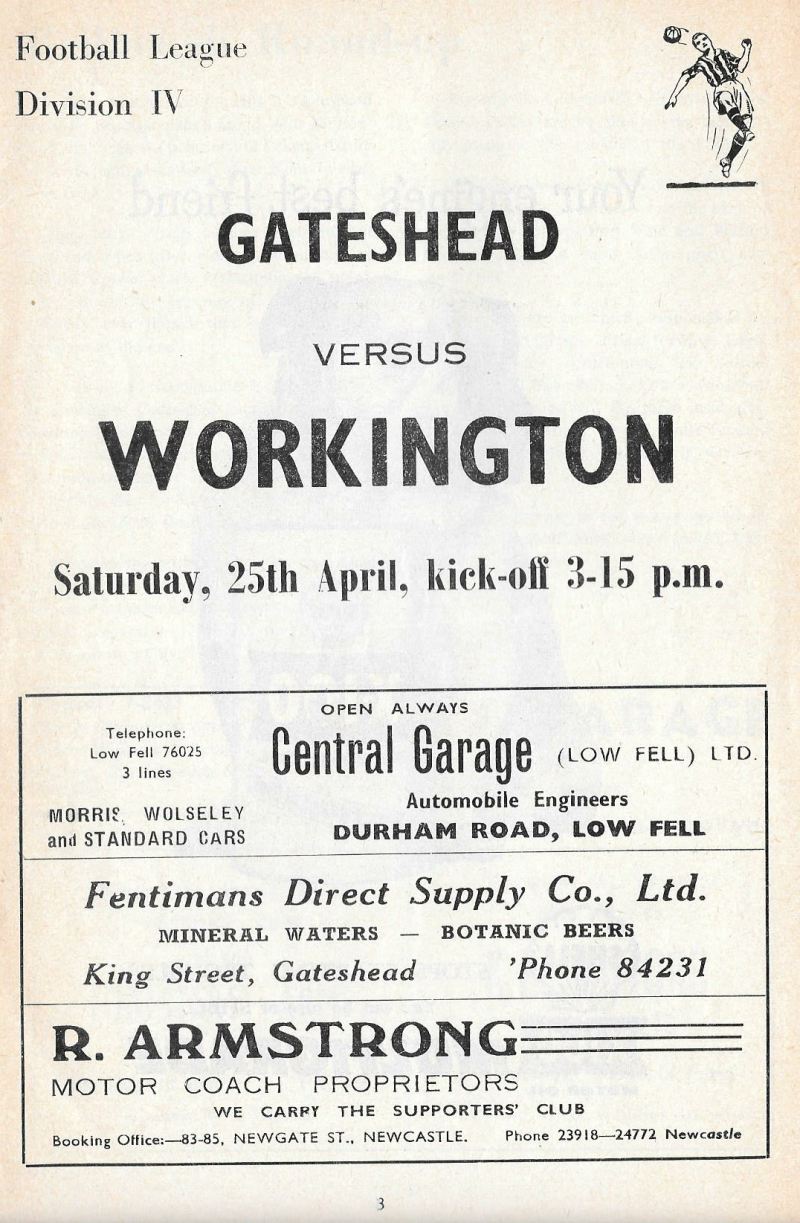 Football League
Division IV
GATESHEAD
VERSUS
WORKINGTON
Saturday, 25th April, kick-off 3-15 p.m.
OPEN ALWAYS
Telephone:
Low Fell 76025
3 lines
Central Garage (LOW FELL) LTD.
MORRIS, WOLSELEY
and STANDARD CARS
Automobile Engineers
DURHAM ROAD, LOW FELL
Fentimans Direct Supply Co., Ltd.
MINERAL WATERS — BOTANIC BEERS
King Street, Gateshead 'Phone 84231
R. ARMSTRONG
MOTOR COACH PROPRIETORS
WE CARRY THE SUPPORTERS' CLUB
Booking Office:—83-85, NEWGATE ST., NEWCASTLE. Phone 23918—24772 Newcastle
3